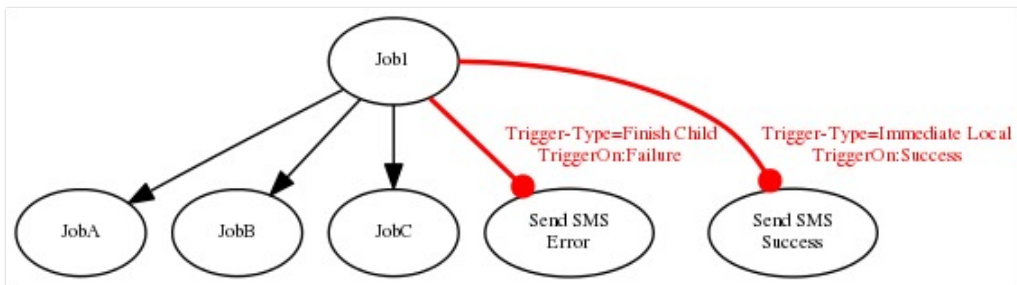 Job1
Trigger-Type=Finish Child
TriggerOn:Failure
Trigger-Type=Immediate Local
TriggerOn:Success
JobA
JobB
JobC
Send SMS
Error
Send SMS
Success